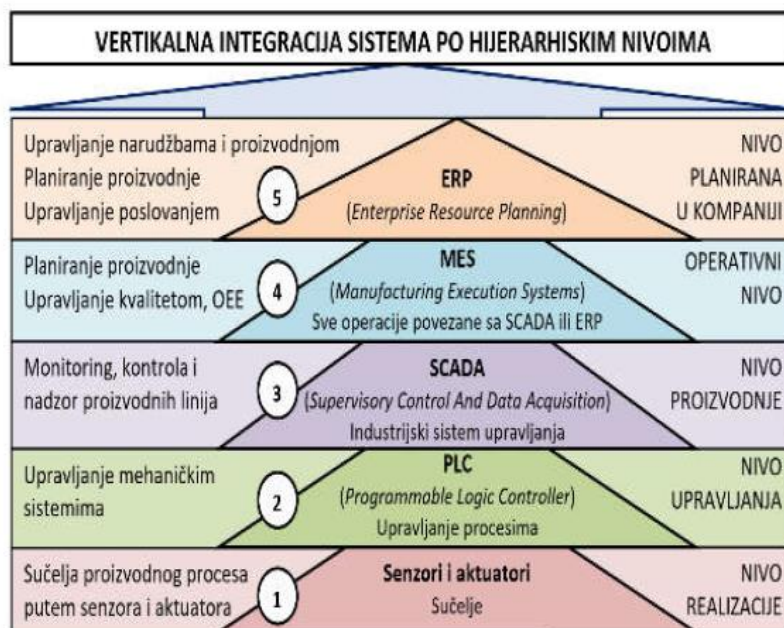 VERTIKALNA INTEGRACIJA SISTEMA PO HIJERARHISKIM NIVOIMA
Upravljanje narudžbama i proizvodnjom
Planiranje proizvodnje
Upravljanje poslovanjem
5
ERP
(Enterprise Resource Planning)
NIVO
PLANIRANA
U KOMPANIJI
Planiranje proizvodnje
Upravljanje kvalitetom, OEE
4
MES
(Manufacturing Execution Systems)
Sve operacije povezane sa SCADA ili ERP
OPERATIVNI
NIVO
Monitoring, kontrola i
nadzor proizvodnih linija
3
SCADA
(Supervisory Control And Data Acquisition)
Industrijski sistem upravljanja
NIVO
PROIZVODNJE
Upravljanje mehaničkim
sistemima
2
PLC
(Programmable Logic Controller)
Upravljanje procesima
NIVO
UPRAVLJANJA
Sučelja proizvodnog procesa
putem senzora i aktuatora
1
Senzori i aktuatori
Sučelje
NIVO
REALIZACIJE